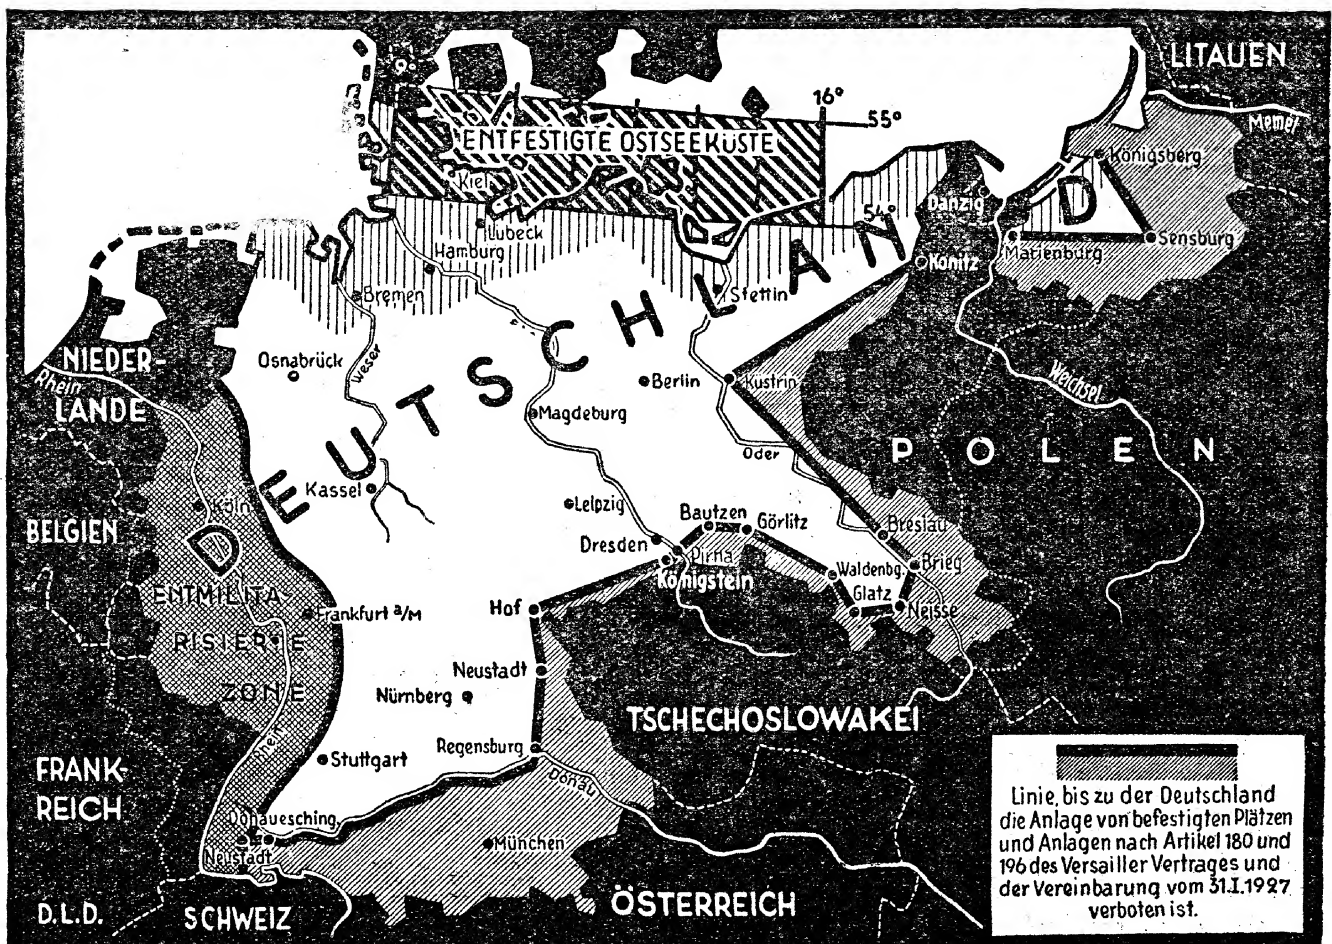 LITAUEN
9°
16°
55°
Memel
ENTFESTIGTE OSTSEEKÜSTE
Königsberg
Kiel
D
Danzig
54°
Lübeck
Sensburg
Marienburg
Hamburg
Konitz
Bremen
Stettin
DEUTSCHLAND
NIEDER-
LANDE
Rhein
Osnabrück
Weser
Berlin
Küstrin
Weichsel
Magdeburg
POLEN
Oder
Kassel
Köln
Leipzig
BELGIEN
Bautzen
Görlitz
Breslau
Dresden
Pirna
Königstein
Waldenbg.
Brieg
Glatz
Neisse
ENTMILITA
RISIERTE
ZONE
Frankfurt a/M
Hof
Neustadt
Nürnberg
TSCHECHOSLOWAKEI
Rhein
Regensburg
Stuttgart
Donau
FRANK-
REICH
DonaueschING.
Neustadt
München
D.L.D.
SCHWEIZ
ÖSTERREICH
Linie, bis zu der Deutschland
die Anlage von befestigten Plätzen
und Anlagen nach Artikel 180 und
196 des Versailler Vertrages und
der Vereinbarung vom 31.I.1927
verboten ist.